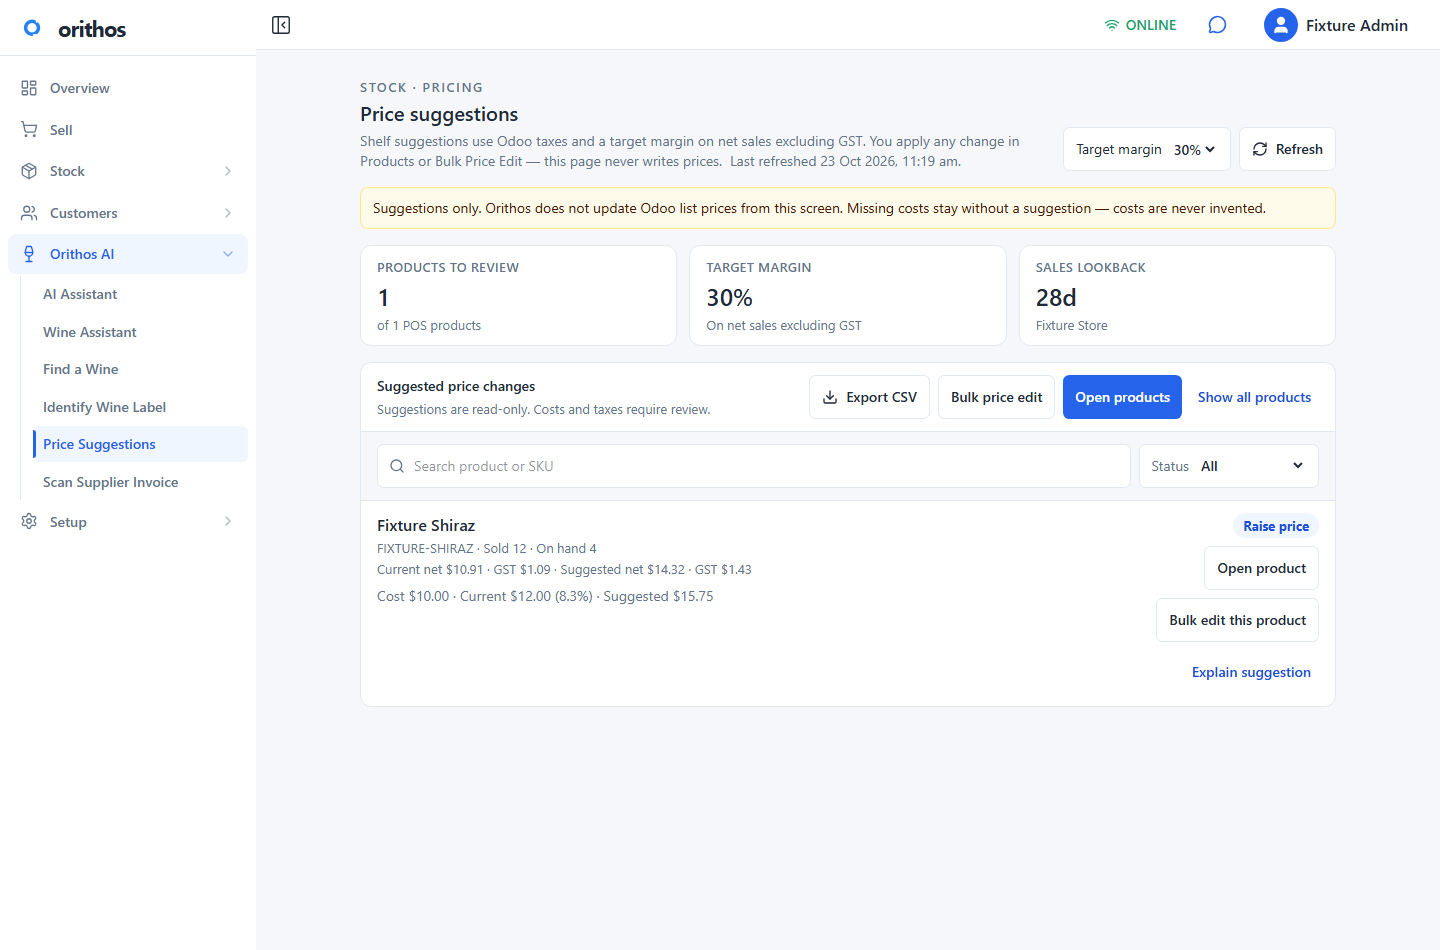 orithos
ONLINE
Fixture Admin
Overview
Sell
Stock
Customers
Orithos AI
AI Assistant
Wine Assistant
Find a Wine
Identify Wine Label
Price Suggestions
Scan Supplier Invoice
Setup
STOCK · PRICING
Price suggestions
Shelf suggestions use Odoo taxes and a target margin on net sales excluding GST. You apply any change in
Products or Bulk Price Edit — this page never writes prices. Last refreshed 23 Oct 2026, 11:19 am.
Target margin 30%
Refresh
Suggestions only. Orithos does not update Odoo list prices from this screen. Missing costs stay without a suggestion — costs are never invented.
PRODUCTS TO REVIEW
1
of 1 POS products
TARGET MARGIN
30%
On net sales excluding GST
SALES LOOKBACK
28d
Fixture Store
Suggested price changes
Suggestions are read-only. Costs and taxes require review.
Export CSV
Bulk price edit
Open products
Show all products
Search product or SKU
Status All
Fixture Shiraz
Raise price
FIXTURE-SHIRAZ · Sold 12 · On hand 4
Current net $10.91 · GST $1.09 · Suggested net $14.32 · GST $1.43
Cost $10.00 · Current $12.00 (8.3%) · Suggested $15.75
Open product
Bulk edit this product
Explain suggestion